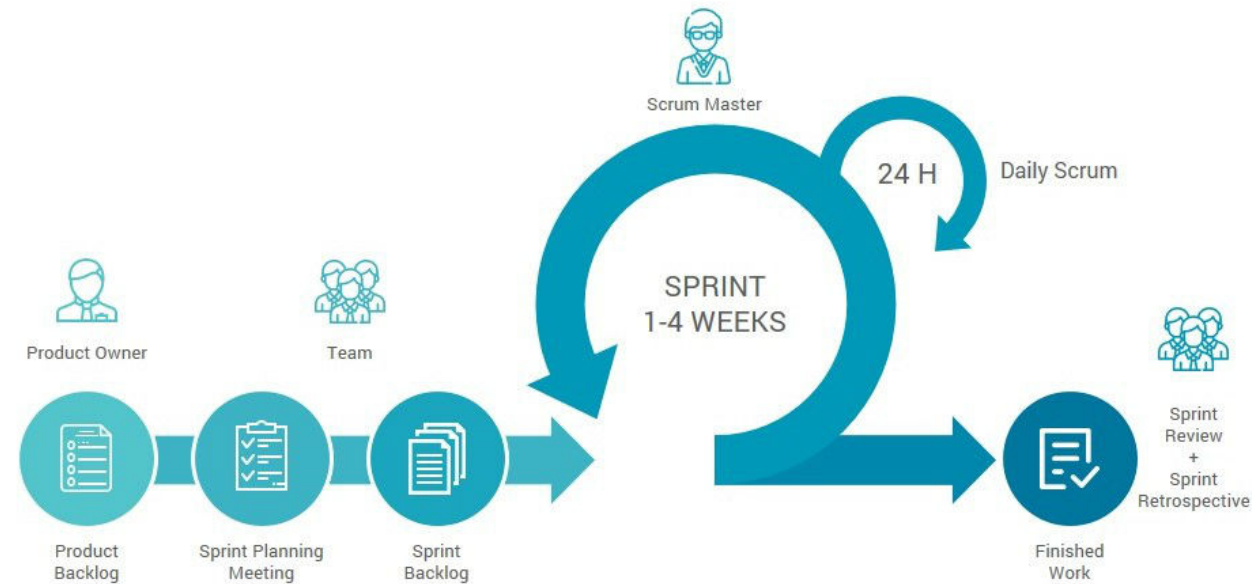 Scrum Master
24 H
Daily Scrum
SPRINT
1-4 WEEKS
Product Owner
Team
Product
Backlog
Sprint Planning
Meeting
Sprint
Backlog
Finished
Work
Sprint
Review
+
Sprint
Retrospective